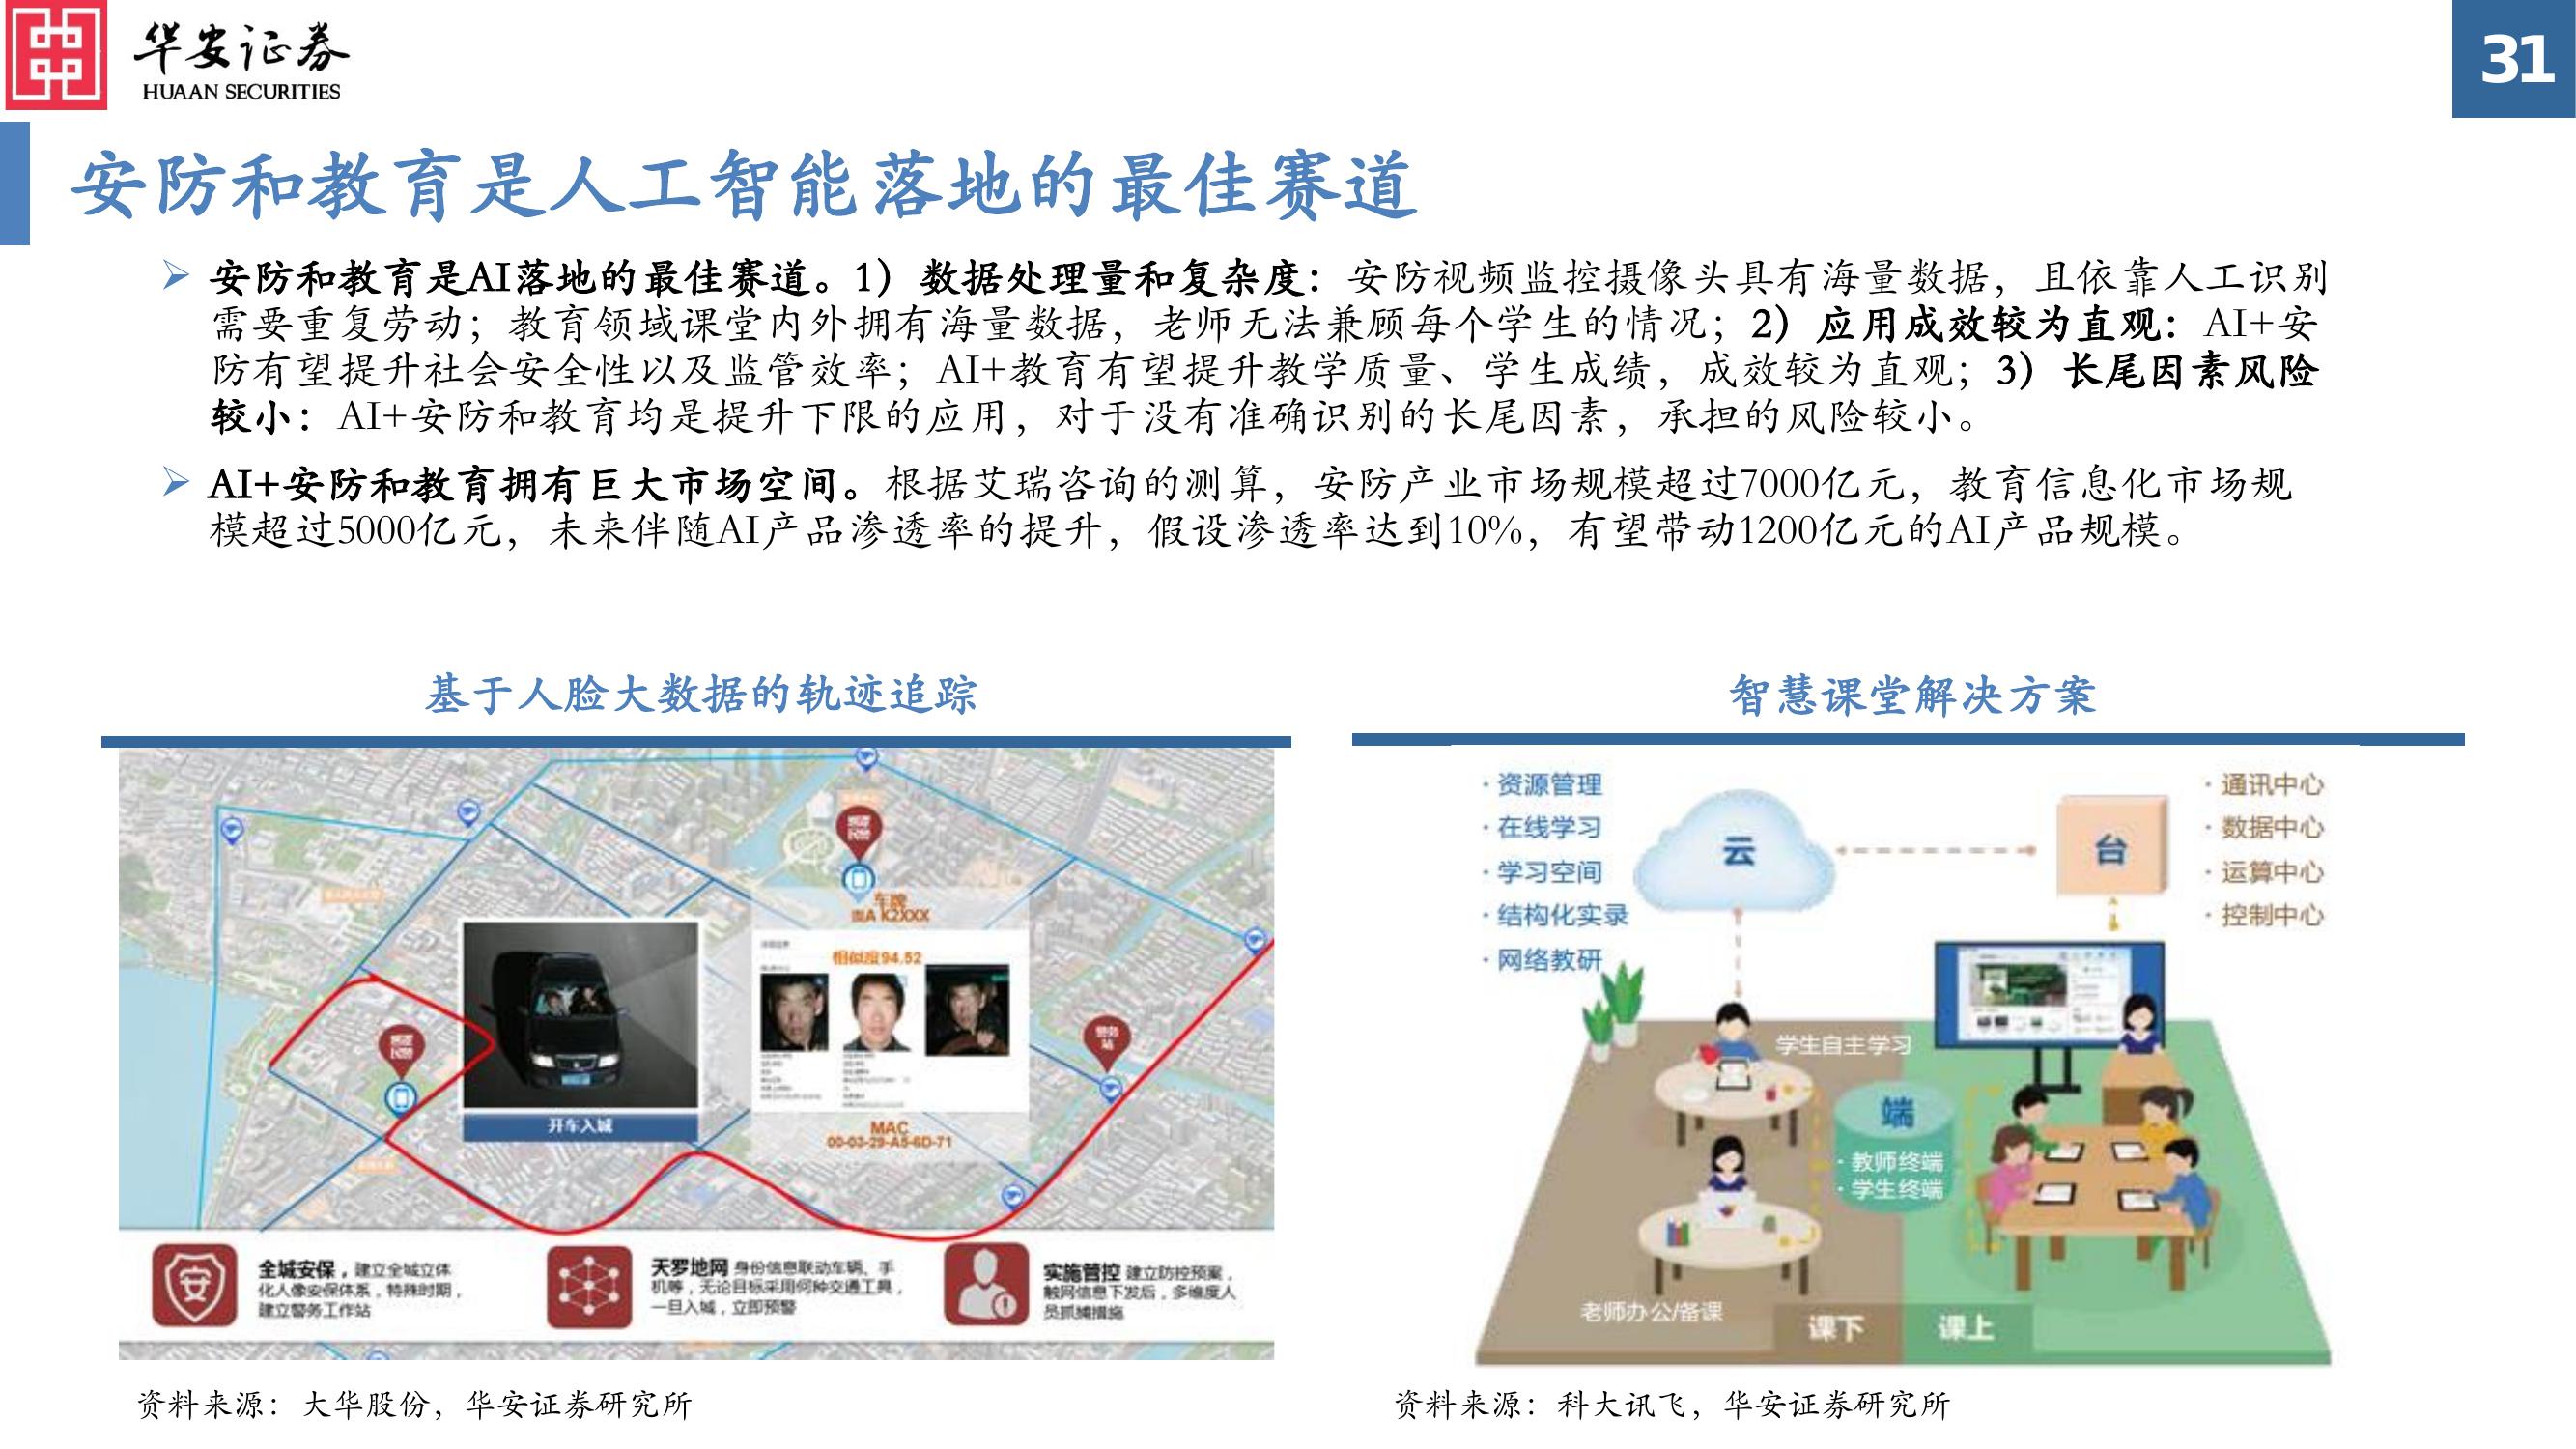 华安证券
HUAAN SECURITIES
31
安防和教育是人工智能落地的最佳赛道
安防和教育是AI落地的最佳赛道。1）数据处理量和复杂度：安防视频监控摄像头具有海量数据，且依靠人工识别
需要重复劳动；教育领域课堂内外拥有海量数据，老师无法兼顾每个学生的情况；2）应用成效较为直观：AI+安
防有望提升社会安全性以及监管效率；AI+教育有望提升教学质量、学生成绩，成效较为直观；3）长尾因素风险
较小：AI+安防和教育均是提升下限的应用，对于没有准确识别的长尾因素，承担的风险较小。
AI+安防和教育拥有巨大市场空间。根据艾瑞咨询的测算，安防产业市场规模超过7000亿元，教育信息化市场规
模超过5000亿元，未来伴随AI产品渗透率的提升，假设渗透率达到10%，有望带动1200亿元的AI产品规模。
基于人脸大数据的轨迹追踪
车牌
A K2XXX
相似度94.52
开车入城
MAC
00-03-29-A5-6D-71
警务
站
安
全城安保，建立全城立体
化人像安保体系，特殊时期，
建立警务工作站
天罗地网 身份信息联动车辆、手
机等，无论目标采用何种交通工具，
一旦入城，立即预警
实施管控 建立防控预案，
触网信息下发后，多维度人
员抓捕措施
资料来源：大华股份，华安证券研究所
智慧课堂解决方案
· 资源管理
· 在线学习
· 学习空间
· 结构化实录
· 网络教研
云
台
· 通讯中心
· 数据中心
· 运算中心
· 控制中心
学生自主学习
端
· 教师终端
· 学生终端
老师办公/备课
课下
课上
资料来源：科大讯飞，华安证券研究所